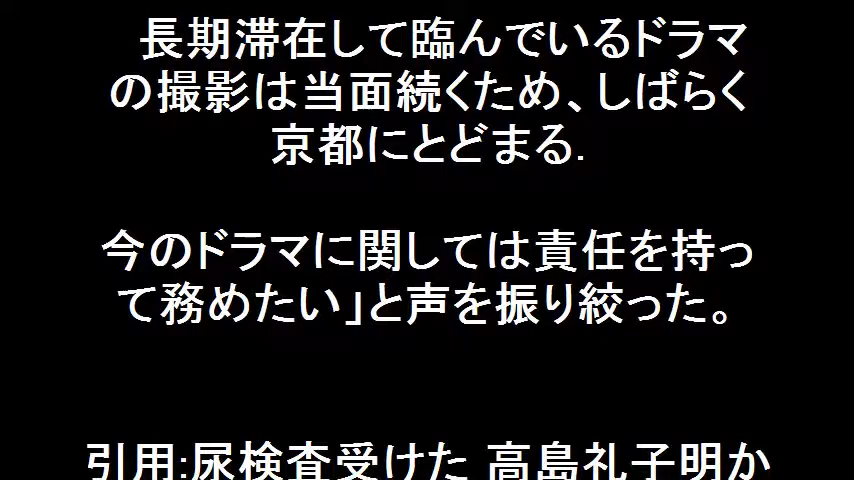 長期滞在して臨んでいるドラマ
の撮影は当面続くため、しばらく
京都にとどまる.
今のドラマに関しては責任を持っ
て務めたい」と声を振り絞った。
引用:尿検査受けた 高島礼子明か